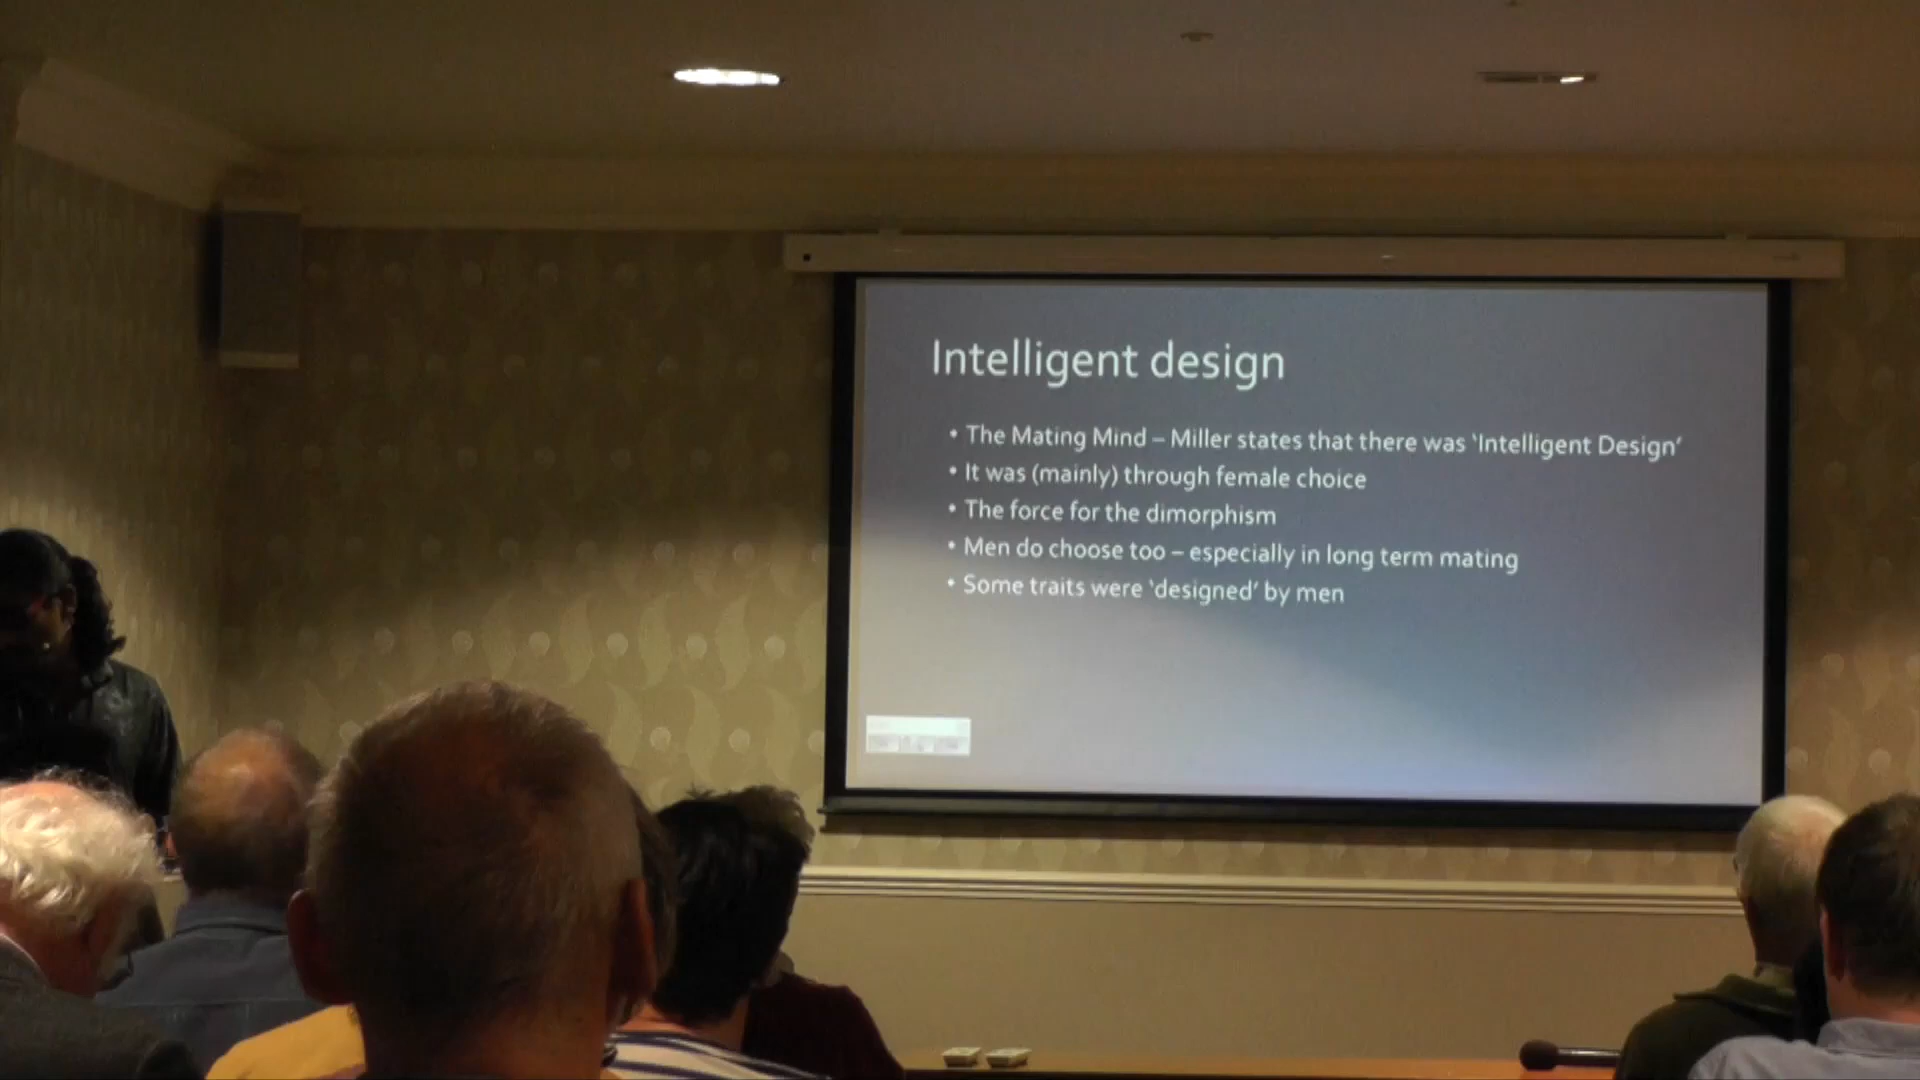 Intelligent design
• The Mating Mind – Miller states that there was ‘Intelligent Design’
• It was (mainly) through female choice
• The force for the dimorphism
• Men do choose too – especially in long term mating
• Some traits were ‘designed’ by men